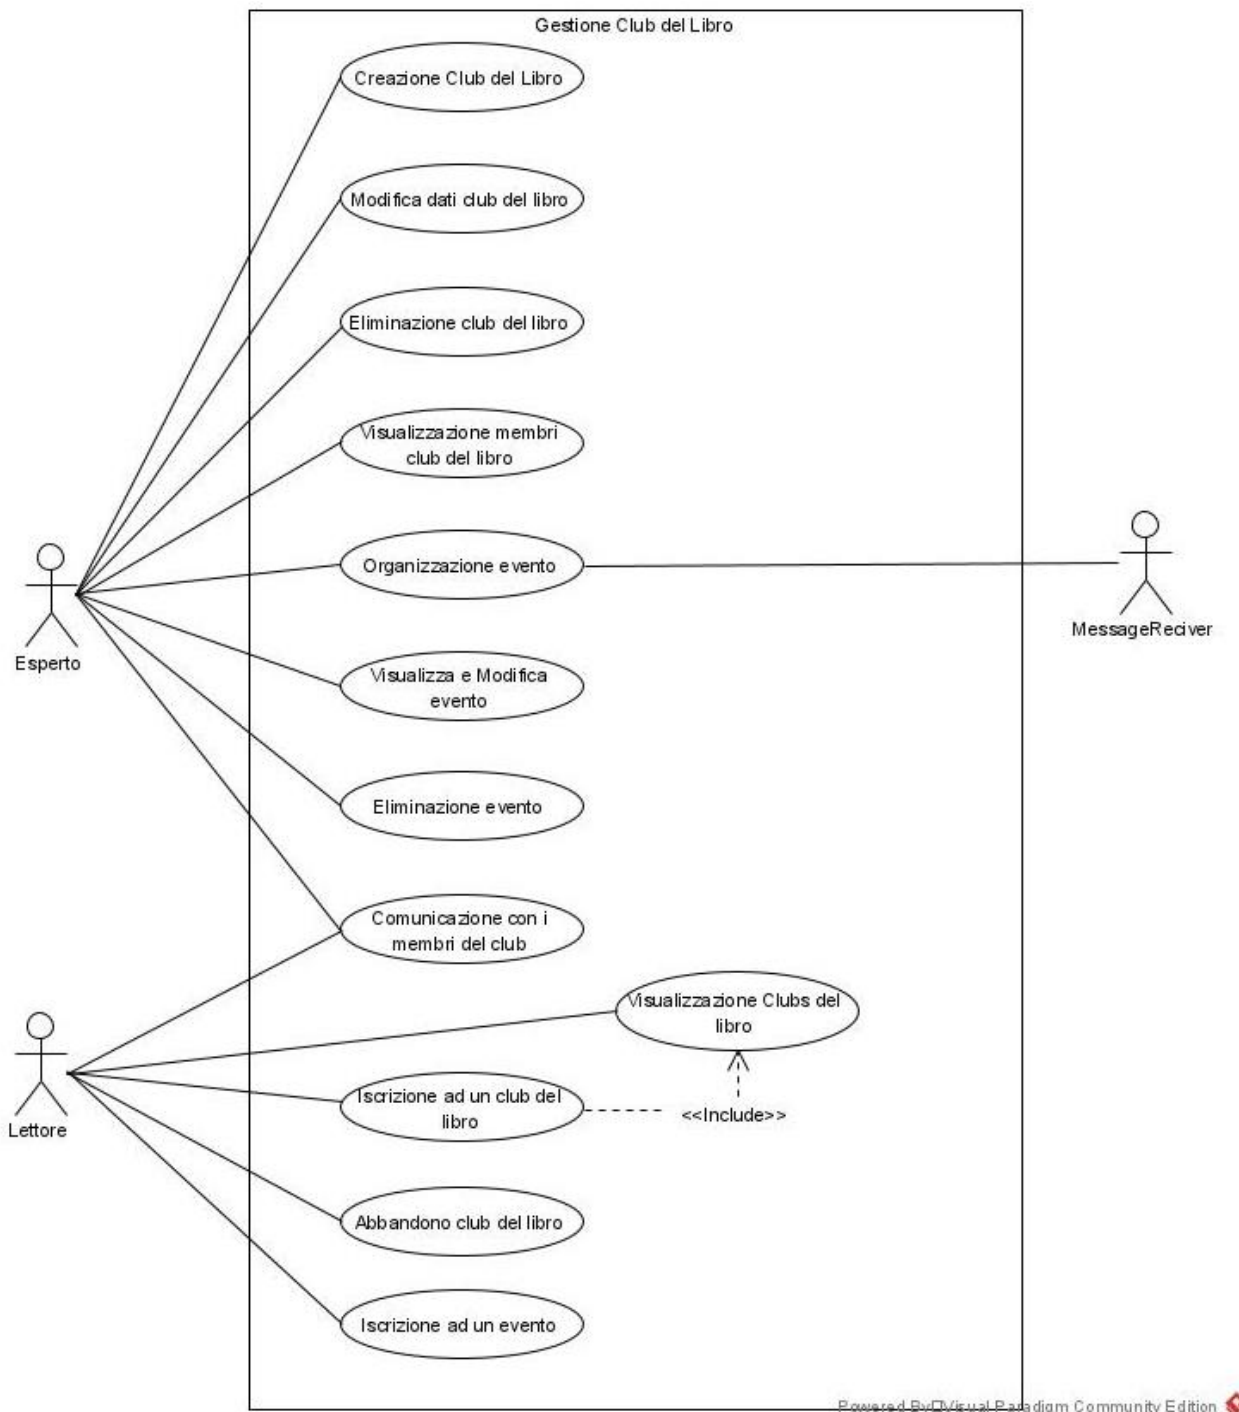 Gestione Club del Libro
Creazione Club del Libro
Modifica dati club del libro
Eliminazione club del libro
Visualizzazione membri
club del libro
Organizzazione evento
MessageReciver
Esperto
Visualizza e Modifica
evento
Eliminazione evento
Comunicazione con i
membri del club
Visualizzazione Clubs del
libro
Iscrizione ad un club del
libro
<<Include>>
Lettore
Abbandono club del libro
Iscrizione ad un evento
Powered By Visual Paradigm Community Edition